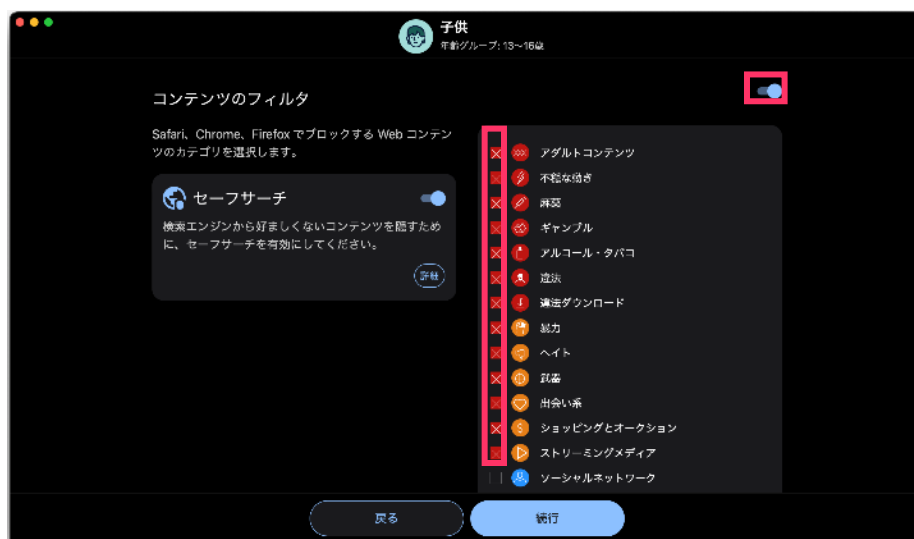 子供
年齢グループ: 13〜16歳
コンテンツのフィルタ
Safari、Chrome、Firefox でブロックする Web コンテン
ツのカテゴリを選択します。
セーフサーチ
検索エンジンから好ましくないコンテンツを隠すため
に、セーフサーチを有効にしてください。
詳細
アダルトコンテンツ
不穏な動き
麻薬
ギャンブル
アルコール・タバコ
違法
違法ダウンロード
暴力
ヘイト
武器
出会い系
ショッピングとオークション
ストリーミングメディア
ソーシャルネットワーク
戻る
続行